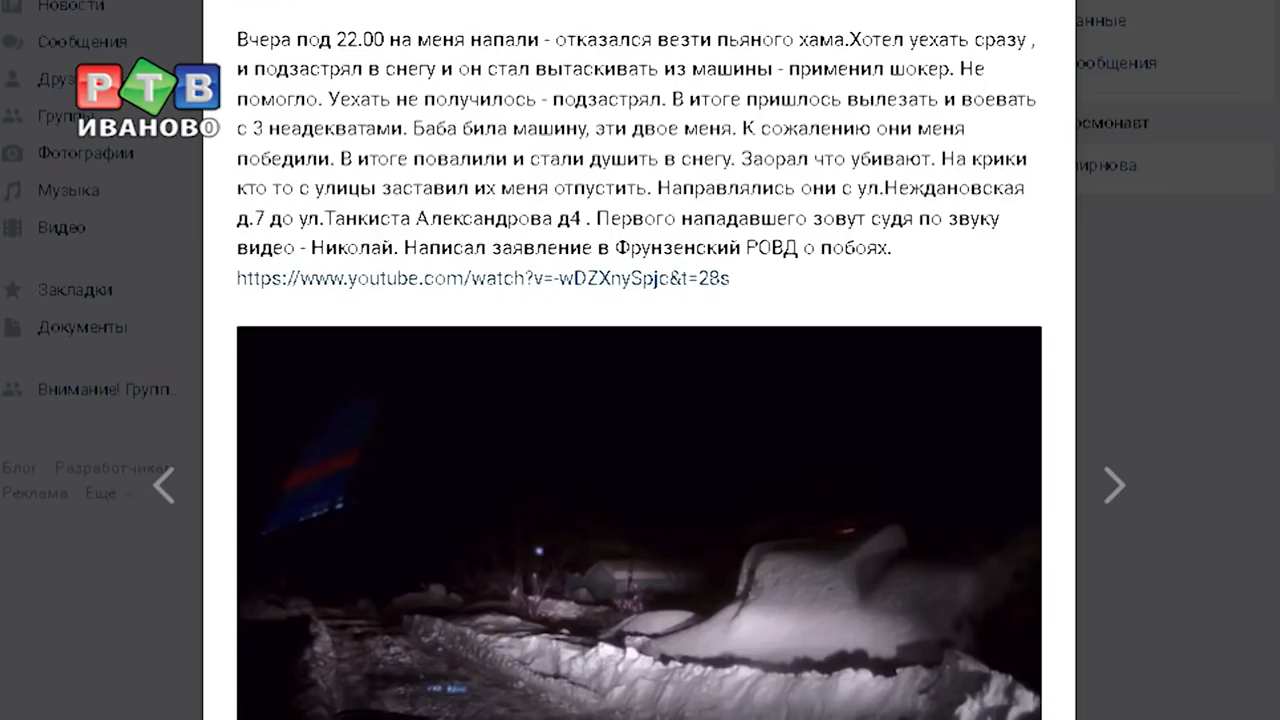 Новости
Сообщения
Группы
Фотографии
Музыка
Видео
Закладки
Документы
Внимание! Групп..
Блог Разработчикам
Реклама Ещё
РТВ
ИВАНОВО
Вчера под 22.00 на меня напали - отказался везти пьяного хама.Хотел уехать сразу ,
и подзастрял в снегу и он стал вытаскивать из машины - применил шокер. Не
помогло. Уехать не получилось - подзастрял. В итоге пришлось вылезать и воевать
с 3 неадекватами. Баба била машину, эти двое меня. К сожалению они меня
победили. В итоге повалили и стали душить в снегу. Заорал что убивают. На крики
кто то с улицы заставил их меня отпустить. Направлялись они с ул.Неждановская
д.7 до ул.Танкиста Александрова д4 . Первого нападавшего зовут судя по звуку
видео - Николай. Написал заявление в Фрунзенский РОВД о побоях.
https://www.youtube.com/watch?v=-wDZXnySpjc&t=28s